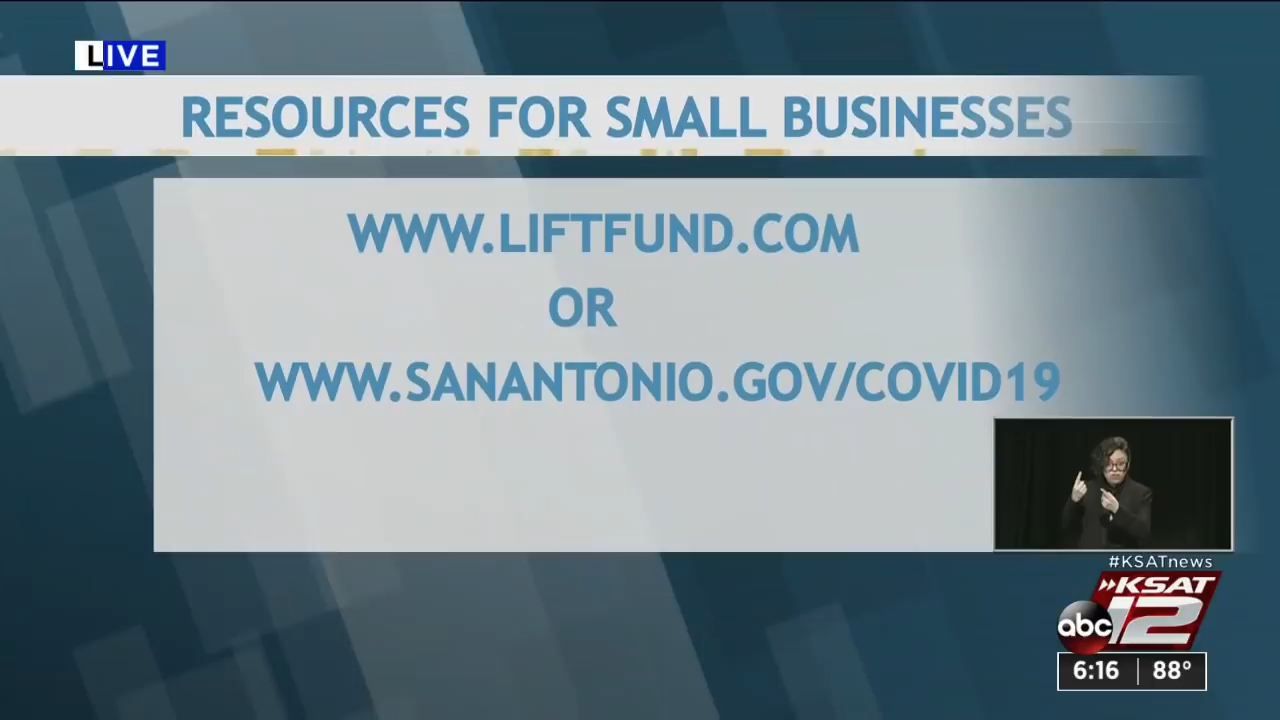 LIVE
RESOURCES FOR SMALL BUSINESSES
WWW.LIFTFUND.COM
OR
WWW.SANANTONIO.GOV/COVID19
#KSATnews
KSAT
abc 12
6:16 88°